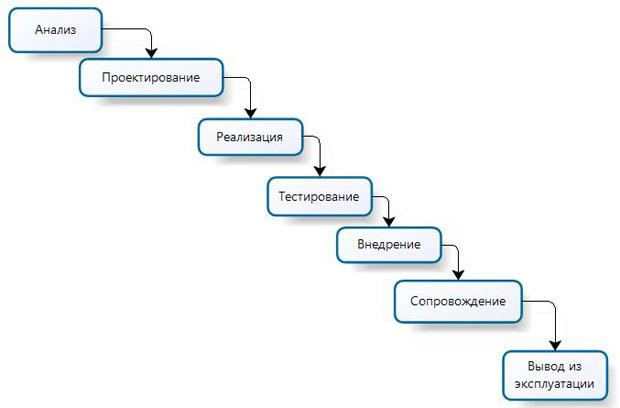 Анализ
Проектирование
Реализация
Тестирование
Внедрение
Сопровождение
Вывод из
эксплуатации